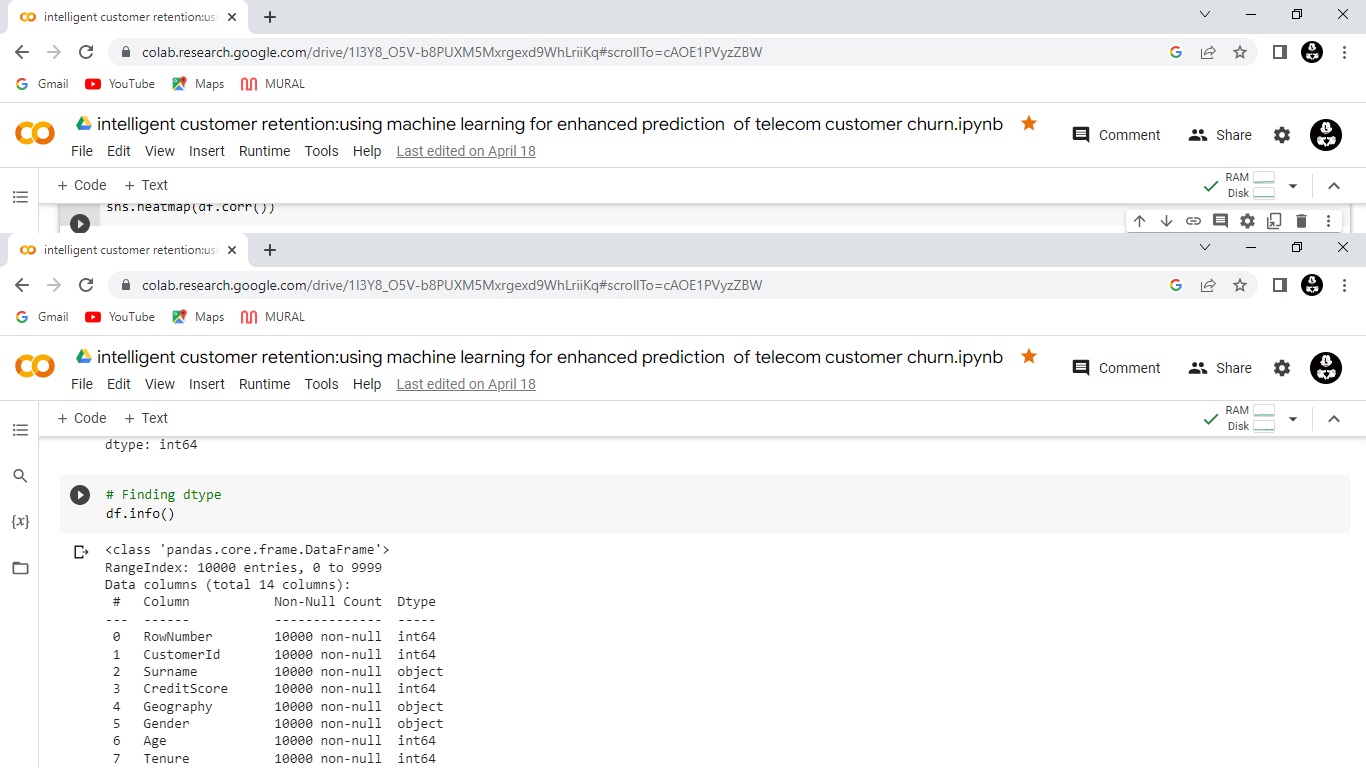 intelligent customer retention:us
colab.research.google.com/drive/1I3Y8_O5V-b8PUXM5Mxrgexd9WhLriiKq#scrollTo=cAOE1PVyzZBW
Gmail YouTube Maps MURAL
intelligent customer retention:using machine learning for enhanced prediction of telecom customer churn.ipynb
Comment Share
File Edit View Insert Runtime Tools Help Last edited on April 18
+ Code + Text
RAM
Disk
sns.heatmap(df.corr())
intelligent customer retention:us
colab.research.google.com/drive/1I3Y8_O5V-b8PUXM5Mxrgexd9WhLriiKq#scrollTo=cAOE1PVyzZBW
Gmail YouTube Maps MURAL
intelligent customer retention:using machine learning for enhanced prediction of telecom customer churn.ipynb
Comment Share
File Edit View Insert Runtime Tools Help Last edited on April 18
+ Code + Text
RAM
Disk
dtype: int64
# Finding dtype
df.info()
{x}
<class 'pandas.core.frame.DataFrame'>
RangeIndex: 10000 entries, 0 to 9999
Data columns (total 14 columns):
# Column Non-Null Count Dtype
--- ------ -------------- -----
0 RowNumber 10000 non-null int64
1 CustomerId 10000 non-null int64
2 Surname 10000 non-null object
3 CreditScore 10000 non-null int64
4 Geography 10000 non-null object
5 Gender 10000 non-null object
6 Age 10000 non-null int64
7 Tenure 10000 non-null int64